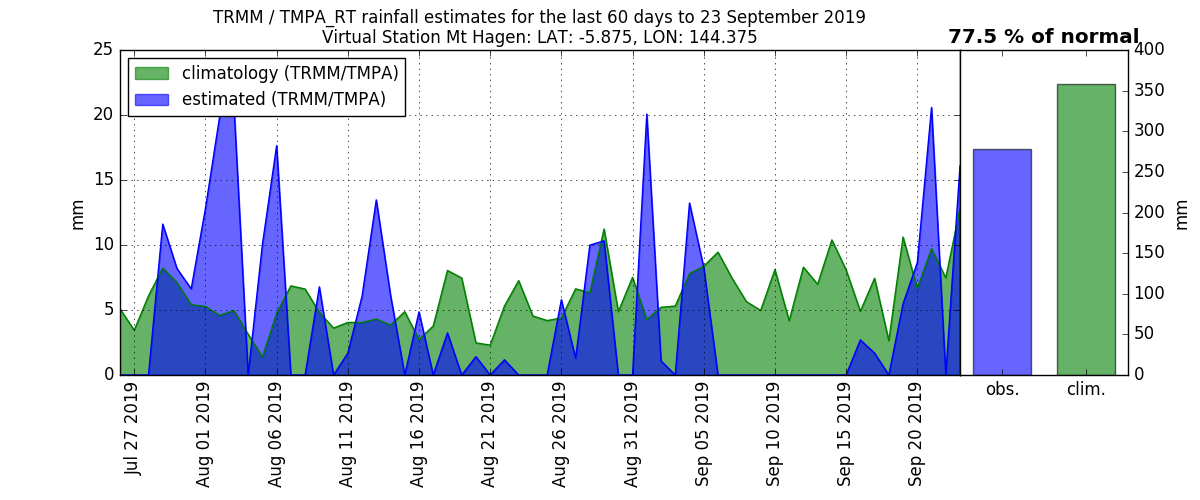 TRMM / TMPA_RT rainfall estimates for the last 60 days to 23 September 2019
Virtual Station Mt Hagen: LAT: -5.875, LON: 144.375
77.5 % of normal
climatology (TRMM/TMPA)
estimated (TRMM/TMPA)
25
20
15
10
5
0
mm
Jul 27 2019
Aug 01 2019
Aug 06 2019
Aug 11 2019
Aug 16 2019
Aug 21 2019
Aug 26 2019
Aug 31 2019
Sep 05 2019
Sep 10 2019
Sep 15 2019
Sep 20 2019
obs.
clim.
400
350
300
250
200
150
100
50
0
mm